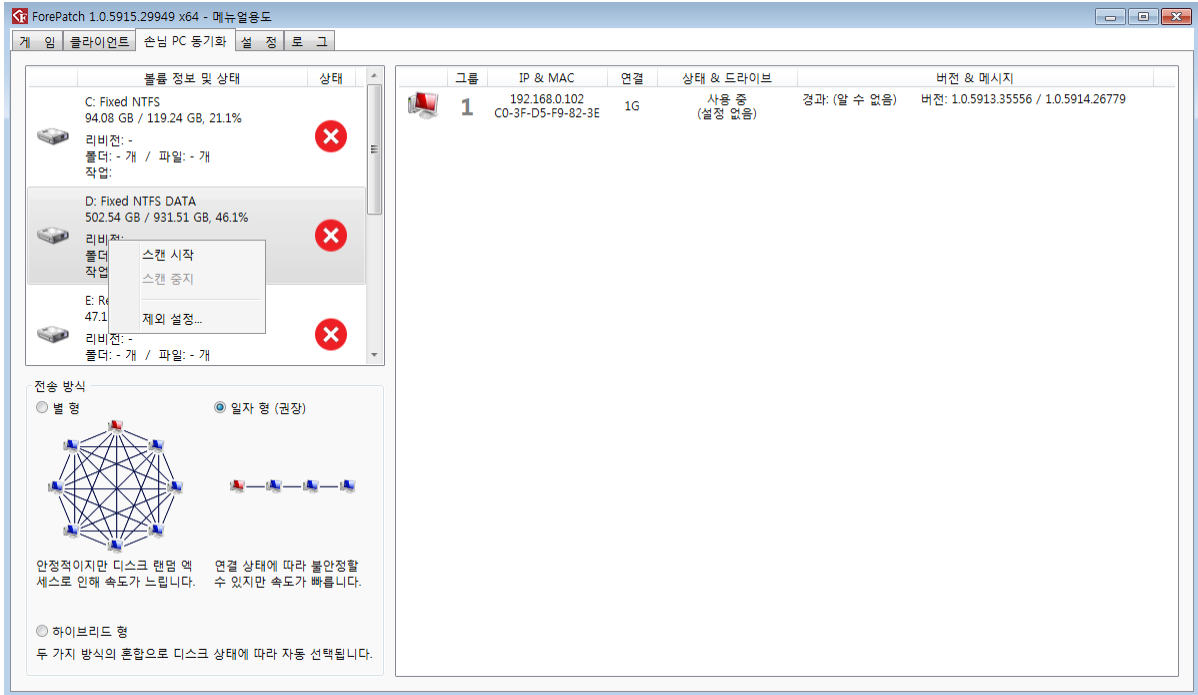 ForePatch 1.0.5915.29949 x64 - 메뉴얼용도
게 임 클라이언트 손님 PC 동기화 설 정 로 그
볼륨 정보 및 상태 상태
C: Fixed NTFS
94.08 GB / 119.24 GB, 21.1%
리비전: -
폴더: - 개 / 파일: - 개
작업:
D: Fixed NTFS DATA
502.54 GB / 931.51 GB, 46.1%
리비전:
폴더
작업
스캔 시작
스캔 중지
제외 설정...
E: Re
47.1
리비전: -
폴더: - 개 / 파일: - 개
전송 방식
별 형
일자 형 (권장)
안정적이지만 디스크 랜덤 엑
세스로 인해 속도가 느립니다.
연결 상태에 따라 불안정할
수 있지만 속도가 빠릅니다.
하이브리드 형
두 가지 방식의 혼합으로 디스크 상태에 따라 자동 선택됩니다.
그룹 IP & MAC 연결 상태 & 드라이브 버전 & 메시지
1 192.168.0.102 1G 사용 중 경과: (알 수 없음) 버전: 1.0.5913.35556 / 1.0.5914.26779
C0-3F-D5-F9-82-3E (설정 없음)